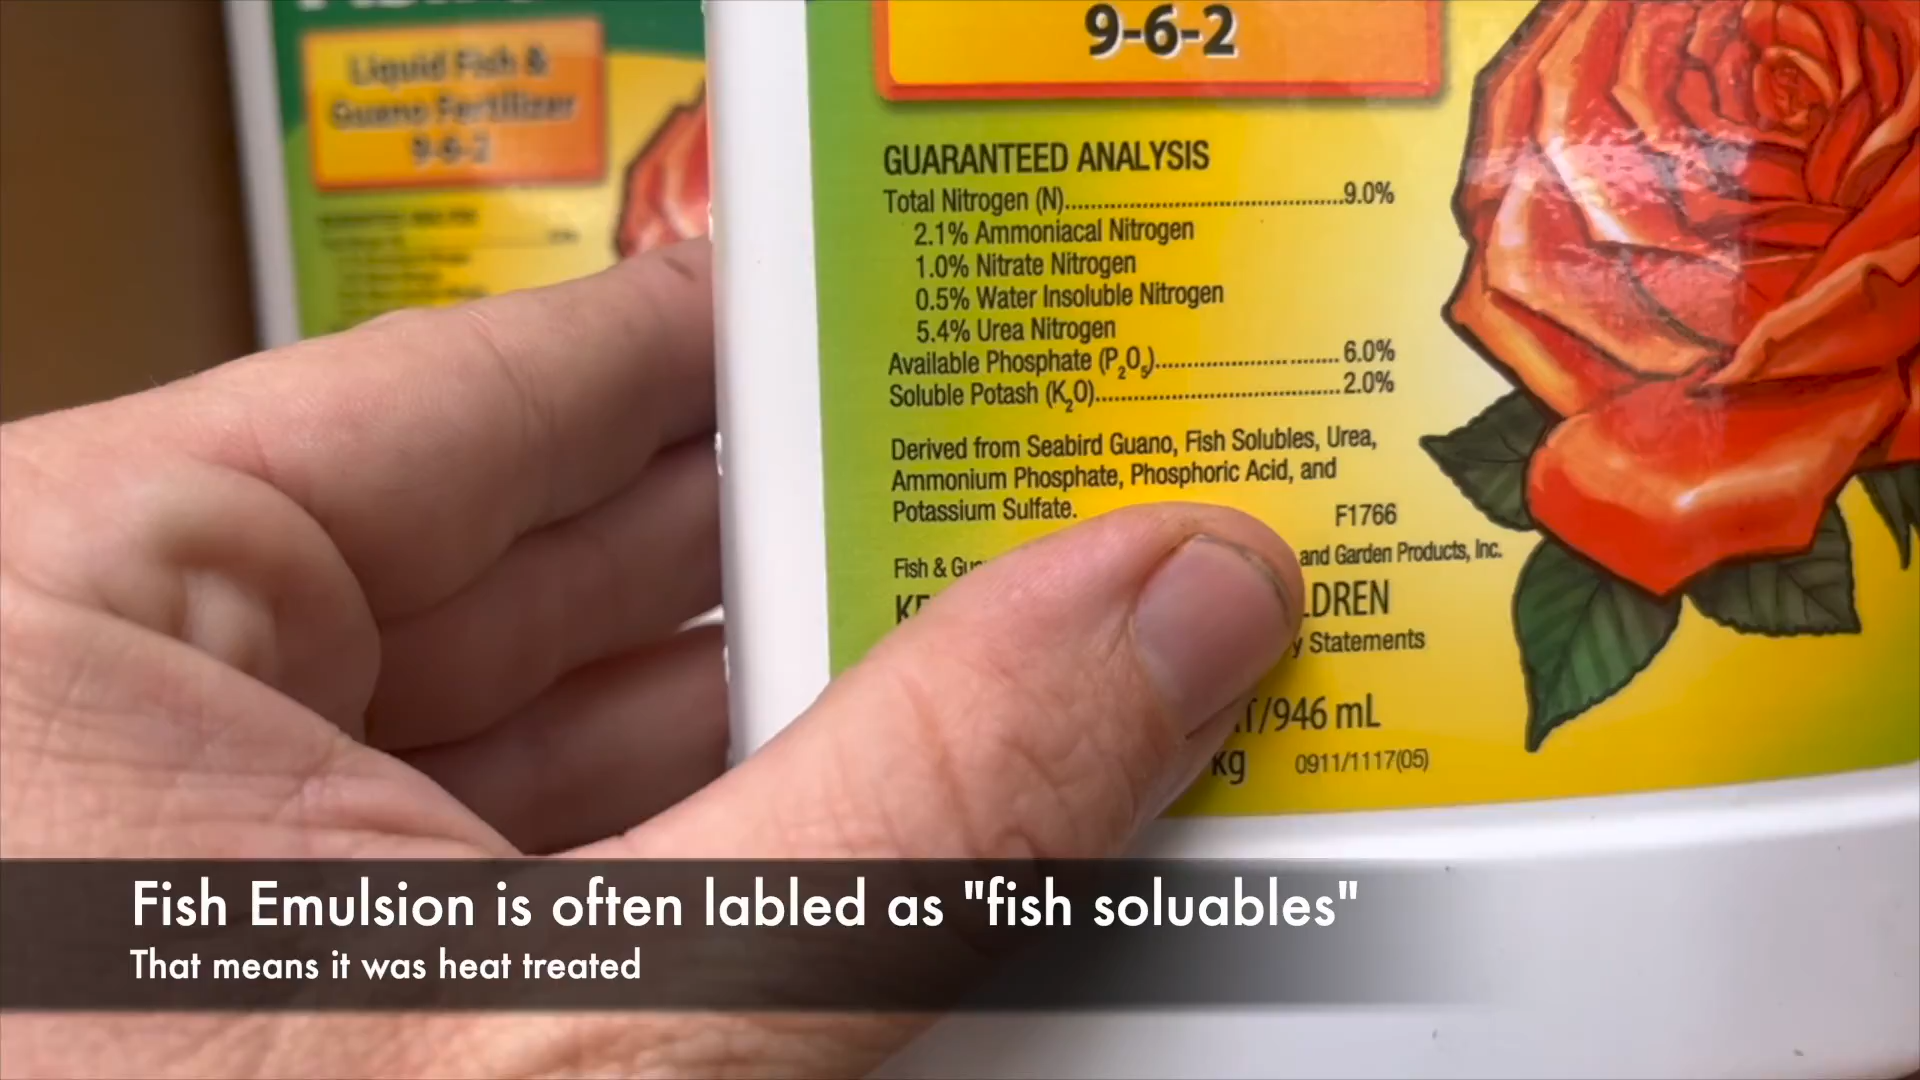 Liquid Fish &
Guano Fertilizer
9-6-2
9-6-2
GUARANTEED ANALYSIS
Total Nitrogen (N)..........9.0%
2.1% Ammoniacal Nitrogen
1.0% Nitrate Nitrogen
0.5% Water Insoluble Nitrogen
5.4% Urea Nitrogen
Available Phosphate (P₂O₅)..........6.0%
Soluble Potash (K₂O)..........2.0%
Derived from Seabird Guano, Fish Solubles, Urea,
Ammonium Phosphate, Phosphoric Acid, and
Potassium Sulfate.
F1766
Fish & and Garden Products, Inc.
Statements
/946 mL
kg 0911/1117(05)
Fish Emulsion is often labled as "fish soluables"
That means it was heat treated